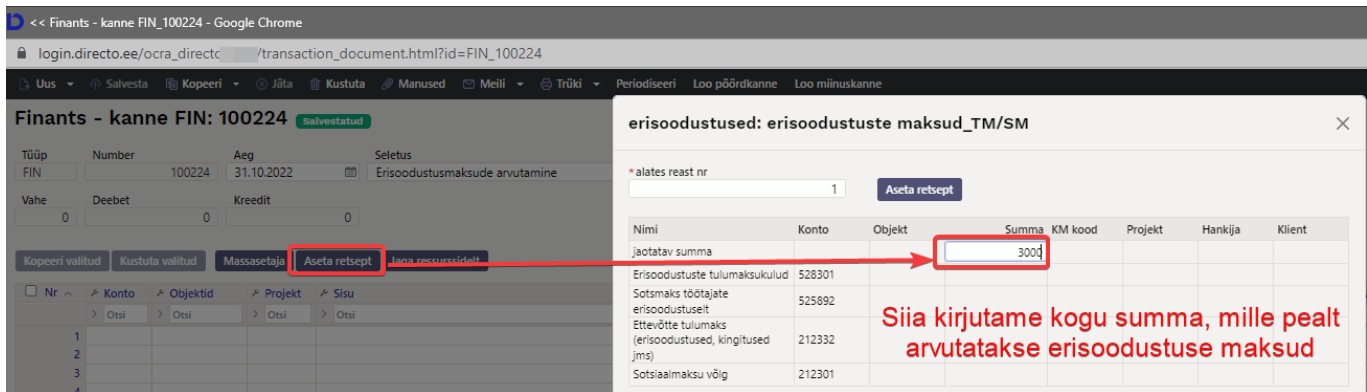 << Finants - kanne FIN_100224 - Google Chrome
login.directo.ee/ocra_directo /transaction_document.html?id=FIN_100224
Uus Salvesta Kopeeri Jäta Kustuta Manused Meili Trüki Periodiseeri Loo pöördkanne Loo miinuskanne
Finants - kanne FIN: 100224 Salvestatud
Tüüp Number Aeg Seletus
FIN 100224 31.10.2022 Erisoodustusmaksude arvutamine
Vahe Deebet Kreedit
0 0 0
Kopeeri valitud Kustuta valitud Massasetaja Aseta retsept Jaga ressurssidelt
Nr Konto Objektid Projekt Sisu
> Otsi > Otsi > Otsi > Otsi
1
2
3
4
erisoodustused: erisoodustuste maksud_TM/SM
* alates reast nr
1 Aseta retsept
Nimi Konto Objekt Summa KM kood Projekt Hankija Klient
jaotatav summa 3000
Erisoodustuste tulumaksukulud 528301
Sotsmaks töötajate
erisoodustuselt 525892
Ettevõtte tulumaks
(erisoodustused, kingitused 212332
jms)
Sotsiaalmaksu võlg 212301
Siia kirjutame kogu summa, mille pealt
arvutatakse erisoodustuse maksud